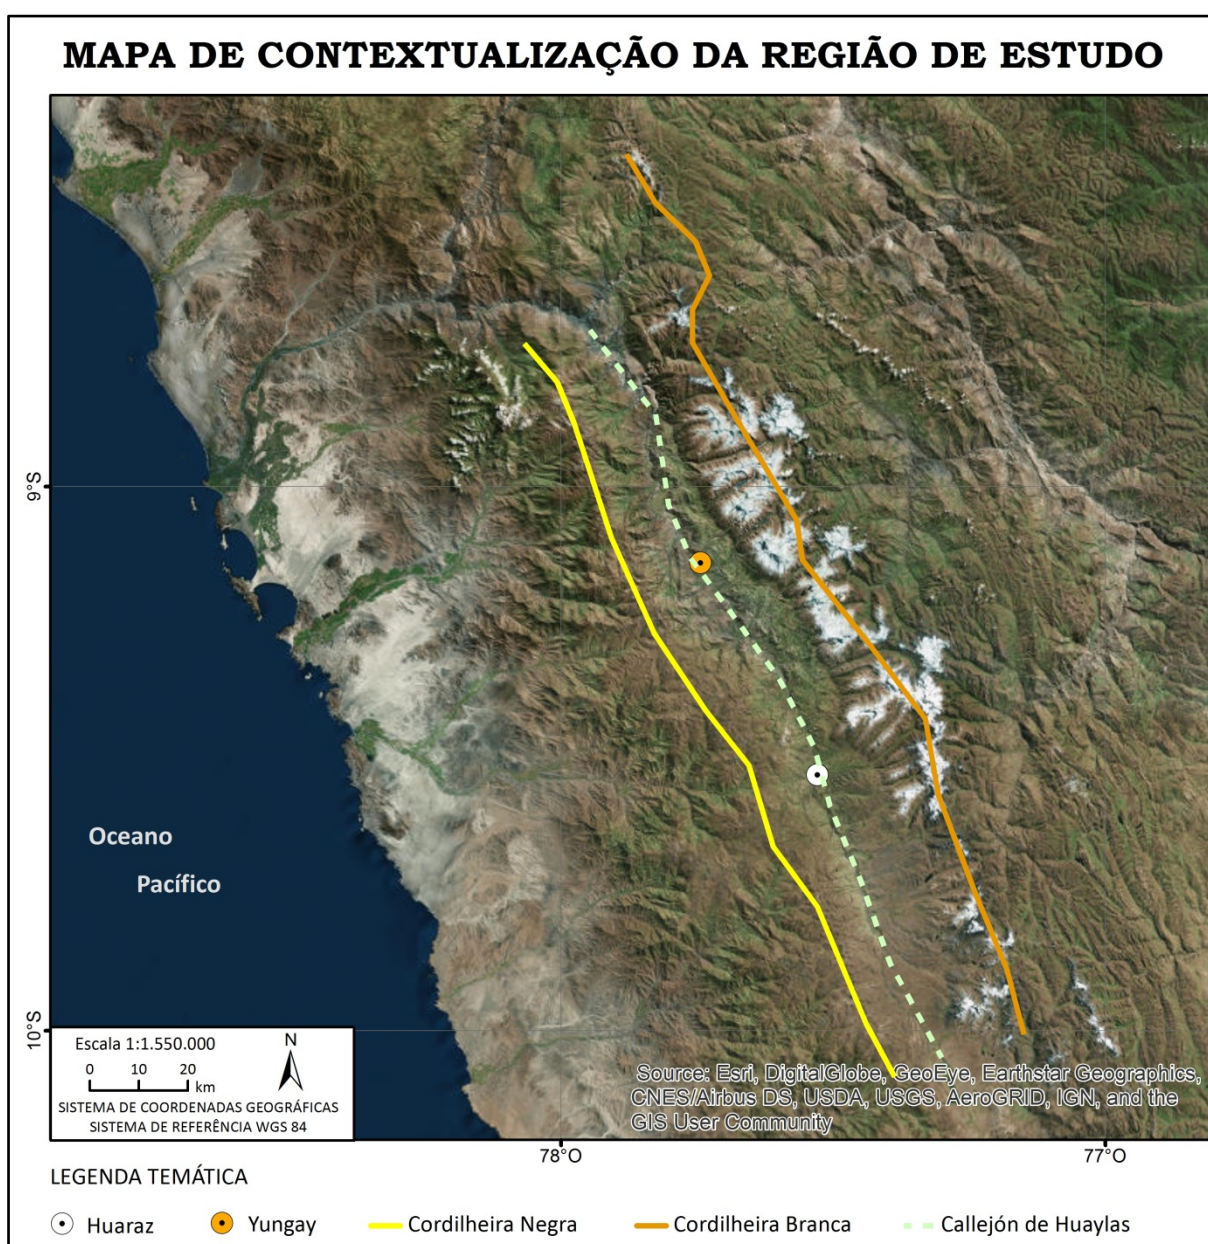 MAPA DE CONTEXTUALIZAÇÃO DA REGIÃO DE ESTUDO
9°S
Oceano
Pacífico
10°S
Escala 1:1.550.000
N
0 10 20
km
SISTEMA DE COORDENADAS GEOGRÁFICAS
SISTEMA DE REFERÊNCIA WGS 84
Source: Esri, DigitalGlobe, GeoEye, Earthstar Geographics,
CNES/Airbus DS, USDA, USGS, AeroGRID, IGN, and the
GIS User Community
78°O 77°O
LEGENDA TEMÁTICA
Huaraz Yungay Cordilheira Negra Cordilheira Branca Callejón de Huaylas